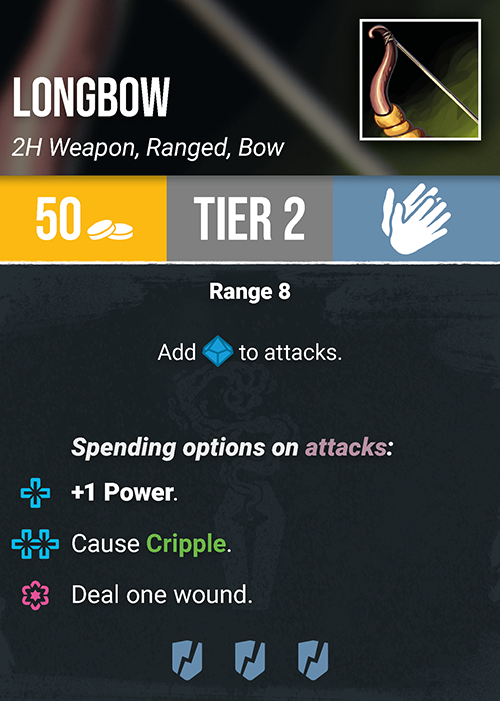 LONGBOW
2H Weapon, Ranged, Bow
50 TIER 2
Range 8
Add to attacks.
Spending options on attacks:
+1 Power.
Cause Cripple.
Deal one wound.